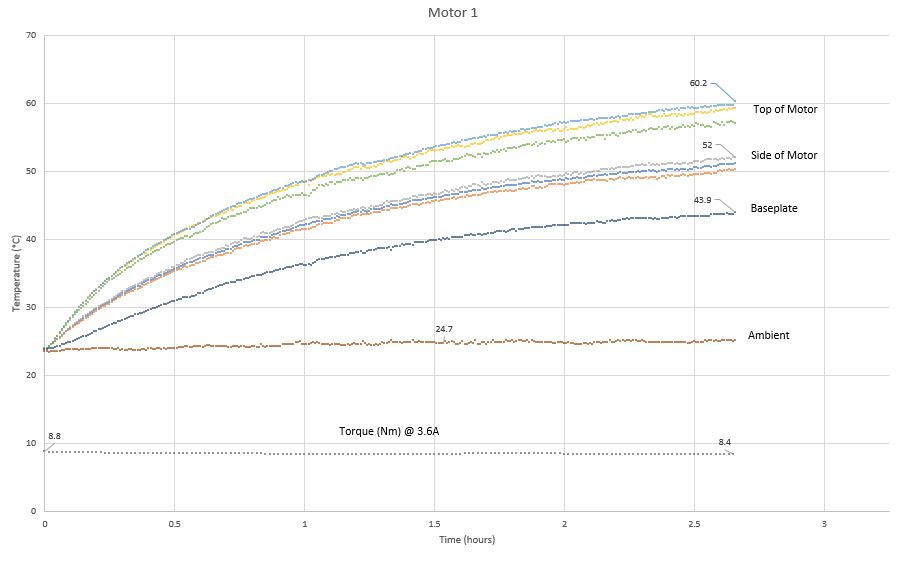 Motor 1
70
60
50
40
30
20
10
0
Temperature (°C)
60.2
Top of Motor
52
Side of Motor
43.9
Baseplate
24.7
Ambient
Torque (Nm) @ 3.6A
8.8
8.4
0
0.5
1
1.5
2
2.5
3
Time (hours)